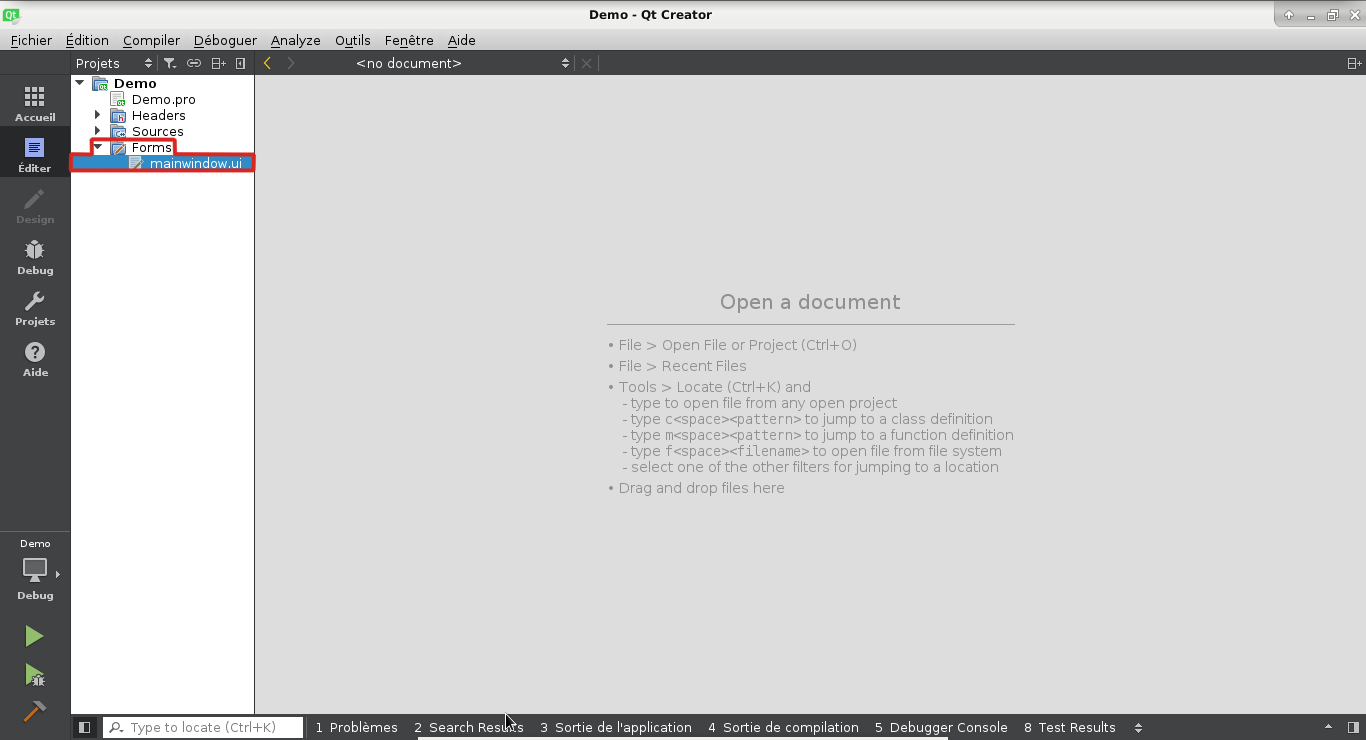 Demo - Qt Creator
Fichier Édition Compiler Déboguer Analyze Outils Fenêtre Aide
Projets <no document>
Accueil
Éditer
Design
Debug
Projets
Aide
Demo
Debug
Demo
Demo.pro
Headers
Sources
Forms
mainwindow.ui
Open a document
• File > Open File or Project (Ctrl+O)
• File > Recent Files
• Tools > Locate (Ctrl+K) and
- type to open file from any open project
- type c<space><pattern> to jump to a class definition
- type m<space><pattern> to jump to a function definition
- type f<space><filename> to open file from file system
- select one of the other filters for jumping to a location
• Drag and drop files here
Type to locate (Ctrl+K) 1 Problèmes 2 Search Results 3 Sortie de l'application 4 Sortie de compilation 5 Debugger Console 8 Test Results